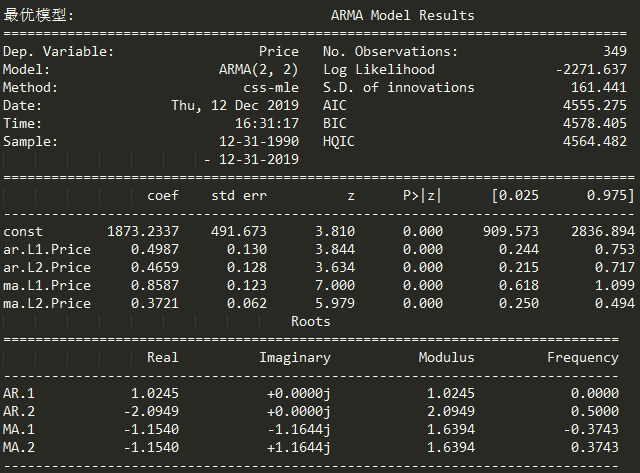 最优模型: ARMA Model Results
==============================================================================
Dep. Variable: Price No. Observations: 349
Model: ARMA(2, 2) Log Likelihood -2271.637
Method: css-mle S.D. of innovations 161.441
Date: Thu, 12 Dec 2019 AIC 4555.275
Time: 16:31:17 BIC 4578.405
Sample: 12-31-1990 HQIC 4564.482
- 12-31-2019
==============================================================================
coef std err z P>|z| [0.025 0.975]
------------------------------------------------------------------------------
const 1873.2337 491.673 3.810 0.000 909.573 2836.894
ar.L1.Price 0.4987 0.130 3.844 0.000 0.244 0.753
ar.L2.Price 0.4659 0.128 3.634 0.000 0.215 0.717
ma.L1.Price 0.8587 0.123 7.000 0.000 0.618 1.099
ma.L2.Price 0.3721 0.062 5.979 0.000 0.250 0.494
Roots
=============================================================================
Real Imaginary Modulus Frequency
-----------------------------------------------------------------------------
AR.1 1.0245 +0.0000j 1.0245 0.0000
AR.2 -2.0949 +0.0000j 2.0949 0.5000
MA.1 -1.1540 -1.1644j 1.6394 -0.3743
MA.2 -1.1540 +1.1644j 1.6394 0.3743
-----------------------------------------------------------------------------